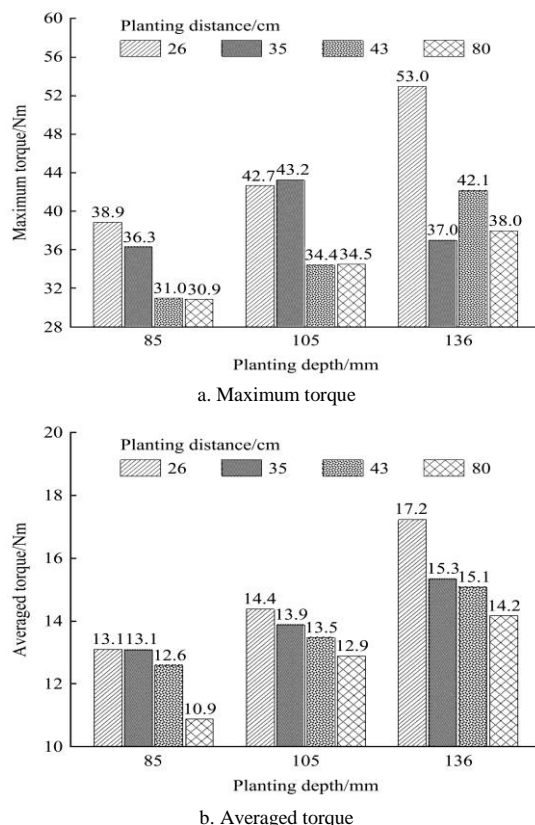 60
56
52
48
44
40
36
32
28
Maximum torque/Nm
Planting distance/cm
26 35 43 80
38.9 36.3 31.0 30.9
42.7 43.2 34.4 34.5
53.0 37.0 42.1 38.0
85 105 136
Planting depth/mm
a. Maximum torque
20
18
16
14
12
10
Averaged torque/Nm
Planting distance/cm
26 35 43 80
13.1 13.1 12.6 10.9
14.4 13.9 13.5 12.9
17.2 15.3 15.1 14.2
85 105 136
Planting depth/mm
b. Averaged torque